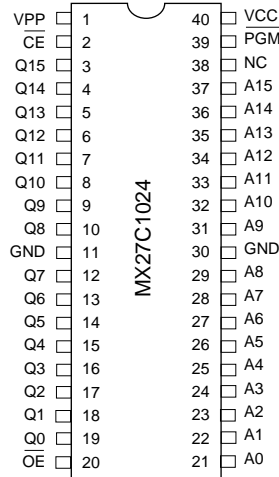 VPP 1 40 VCC
CE 2 39 PGM
Q15 3 38 NC
Q14 4 37 A15
Q13 5 36 A14
Q12 6 35 A13
Q11 7 34 A12
Q10 8 33 A11
Q9 9 32 A10
Q8 10 31 A9
GND 11 30 GND
Q7 12 29 A8
Q6 13 28 A7
Q5 14 27 A6
Q4 15 26 A5
Q3 16 25 A4
Q2 17 24 A3
Q1 18 23 A2
Q0 19 22 A1
OE 20 21 A0
MX27C1024